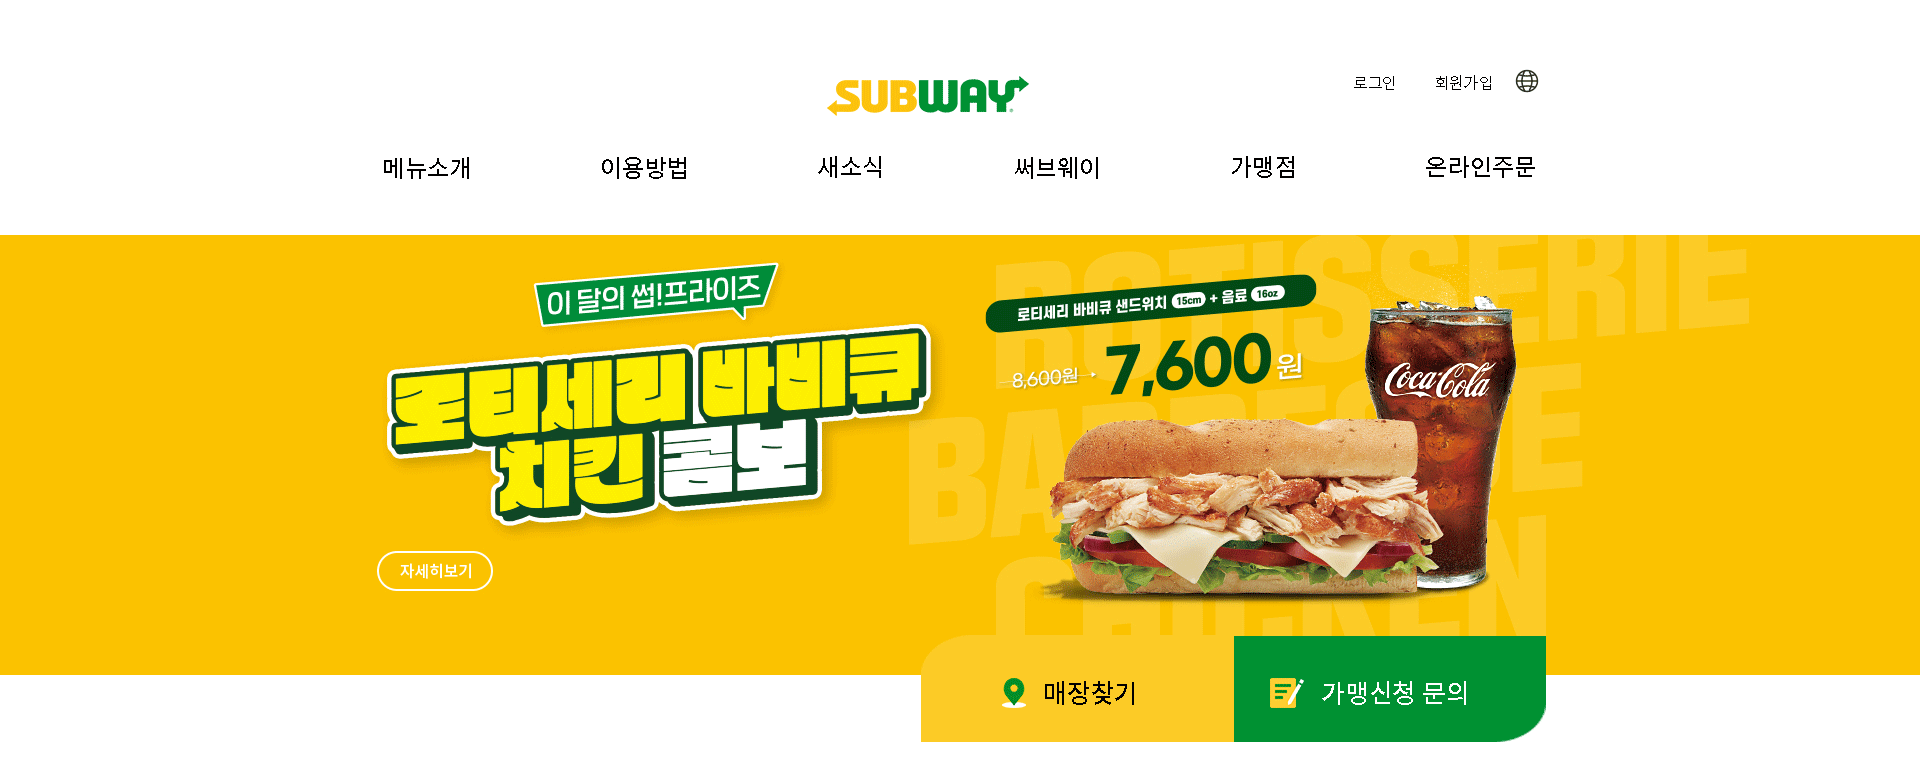 SUBWAY
로그인 회원가입
메뉴소개 이용방법 새소식 써브웨이 가맹점 온라인주문
이 달의 썹!프라이즈
로티세리 바비큐
치킨 콤보
자세히보기
로티세리 바비큐 샌드위치 15cm + 음료 16oz
8,600원 7,600원
Coca-Cola
ROTISSERIE
BARBECUE
CHICKEN
매장찾기
가맹신청 문의